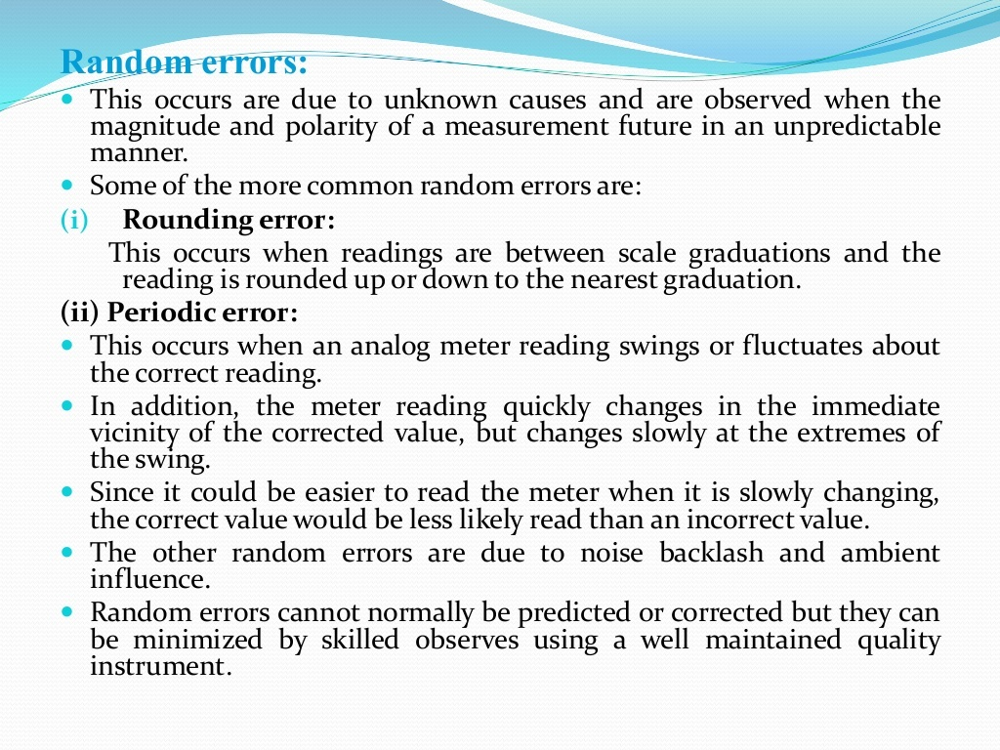 Random errors:
• This occurs are due to unknown causes and are observed when the
magnitude and polarity of a measurement future in an unpredictable
manner.
• Some of the more common random errors are:
(i) Rounding error:
This occurs when readings are between scale graduations and the
reading is rounded up or down to the nearest graduation.
(ii) Periodic error:
• This occurs when an analog meter reading swings or fluctuates about
the correct reading.
• In addition, the meter reading quickly changes in the immediate
vicinity of the corrected value, but changes slowly at the extremes of
the swing.
• Since it could be easier to read the meter when it is slowly changing,
the correct value would be less likely read than an incorrect value.
• The other random errors are due to noise backlash and ambient
influence.
• Random errors cannot normally be predicted or corrected but they can
be minimized by skilled observes using a well maintained quality
instrument.